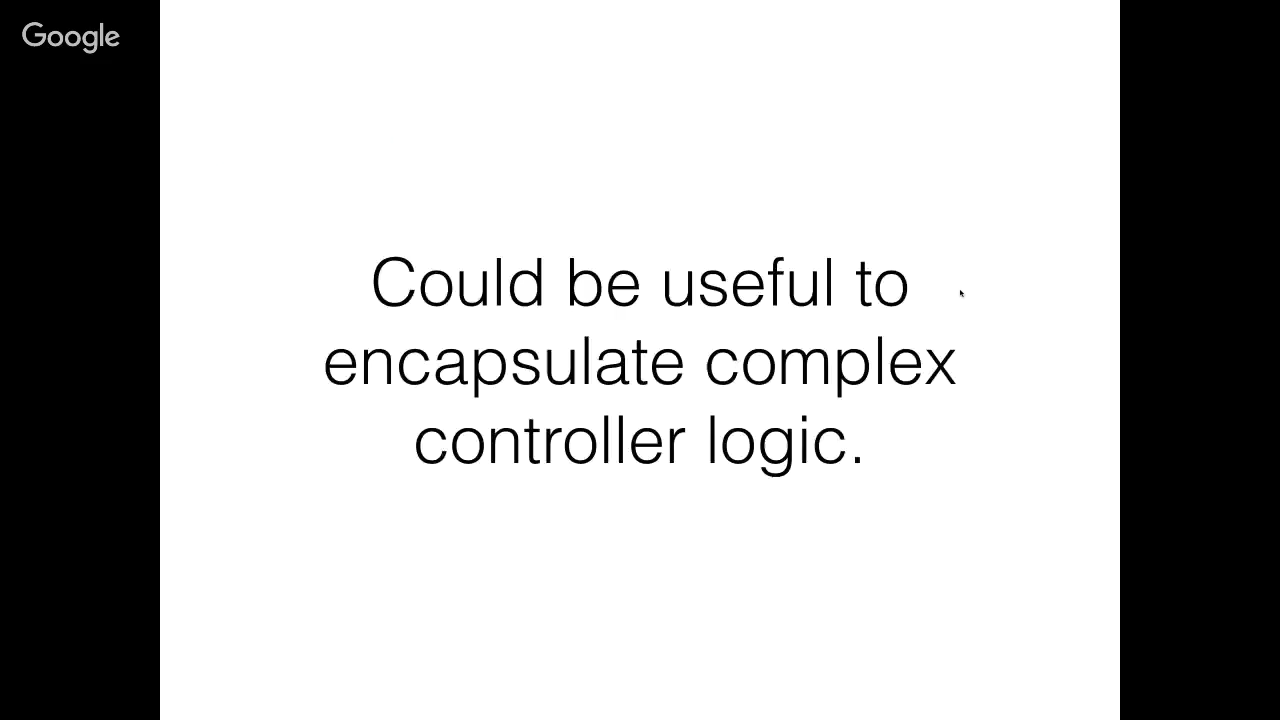 Google
Could be useful to
encapsulate complex
controller logic.